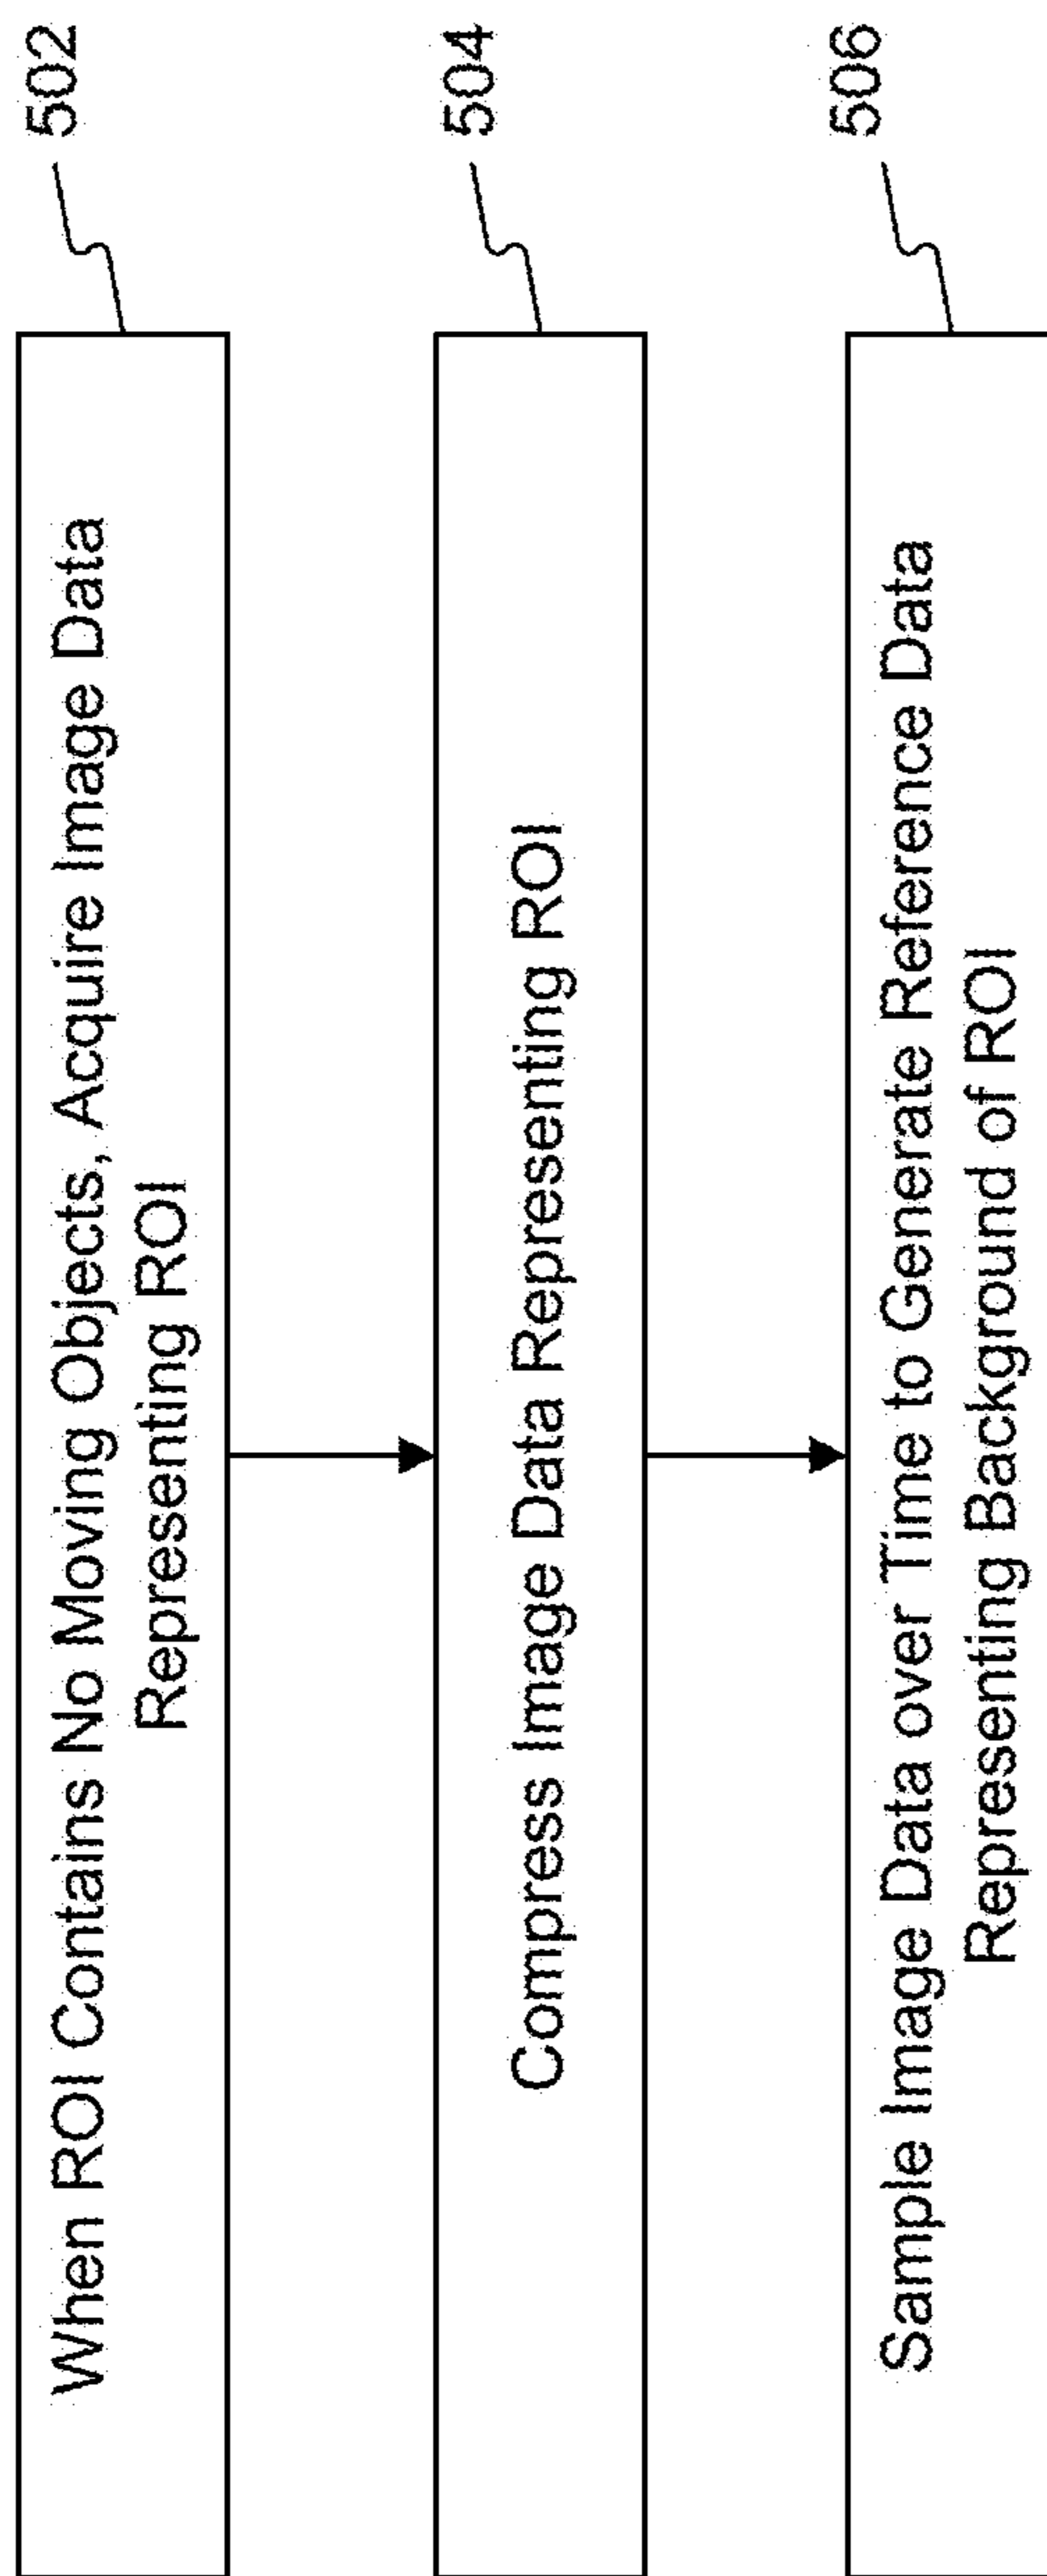 502
When ROI Contains No Moving Objects, Acquire Image Data
Representing ROI
504
Compress Image Data Representing ROI
506
Sample Image Data over Time to Generate Reference Data
Representing Background of ROI